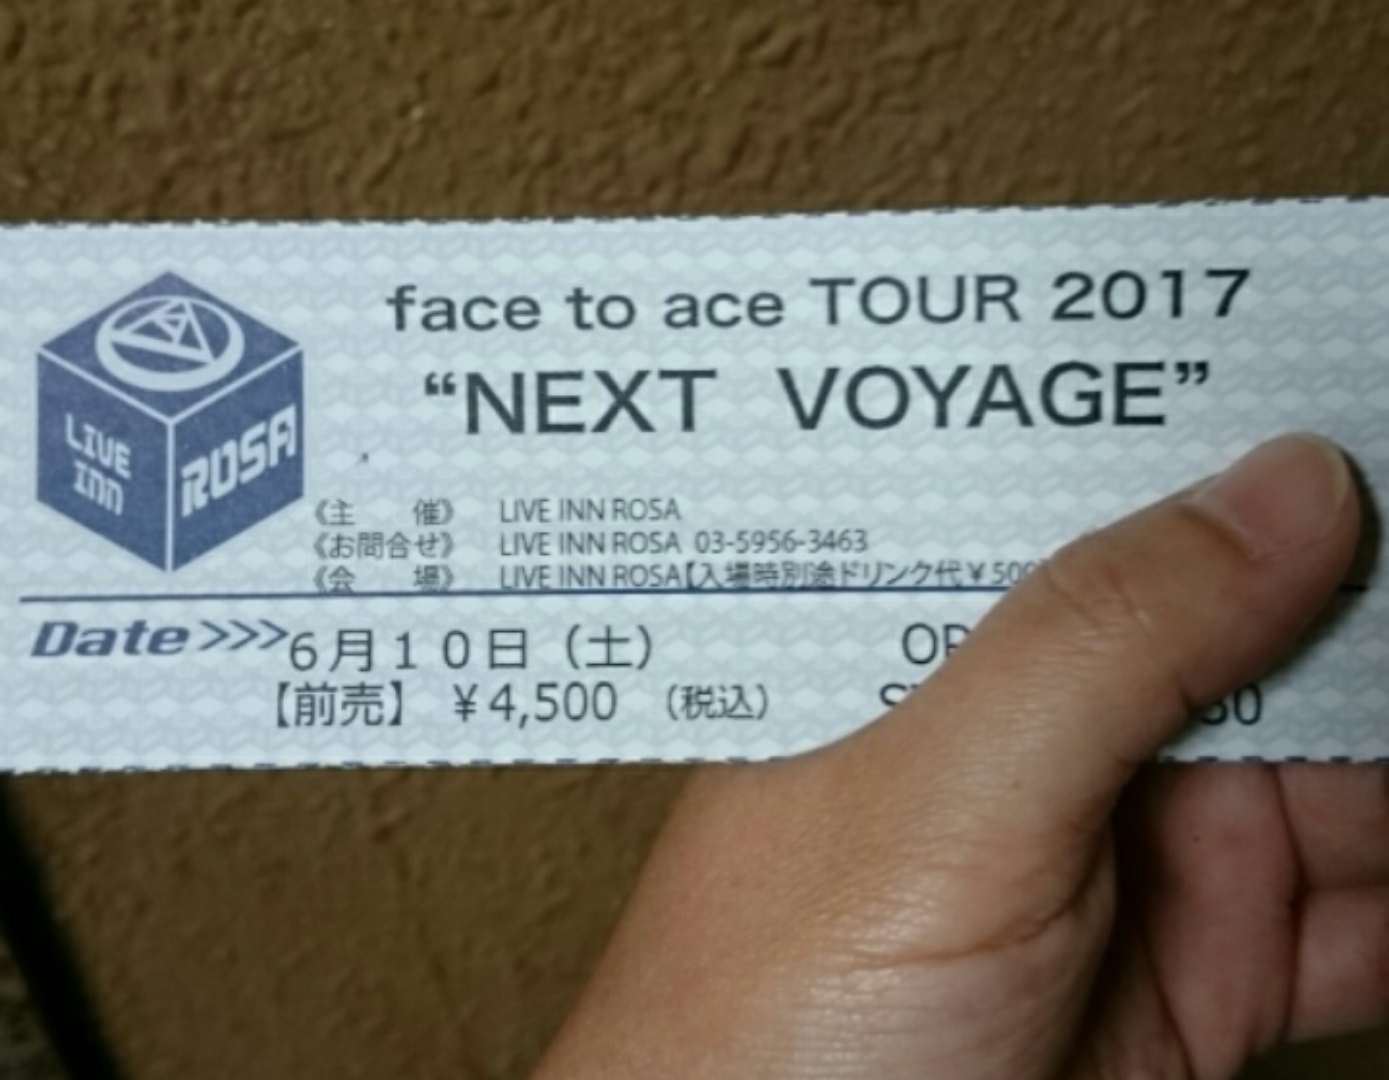 face to ace TOUR 2017
“NEXT VOYAGE”
LIVE
INN
ROSA
《主 催》 LIVE INN ROSA
《お問合せ》 LIVE INN ROSA 03-5956-3463
《会 場》 LIVE INN ROSA【入場時別途ドリンク代￥500
Date>>>6月10日（土）
【前売】 ￥4,500 （税込）